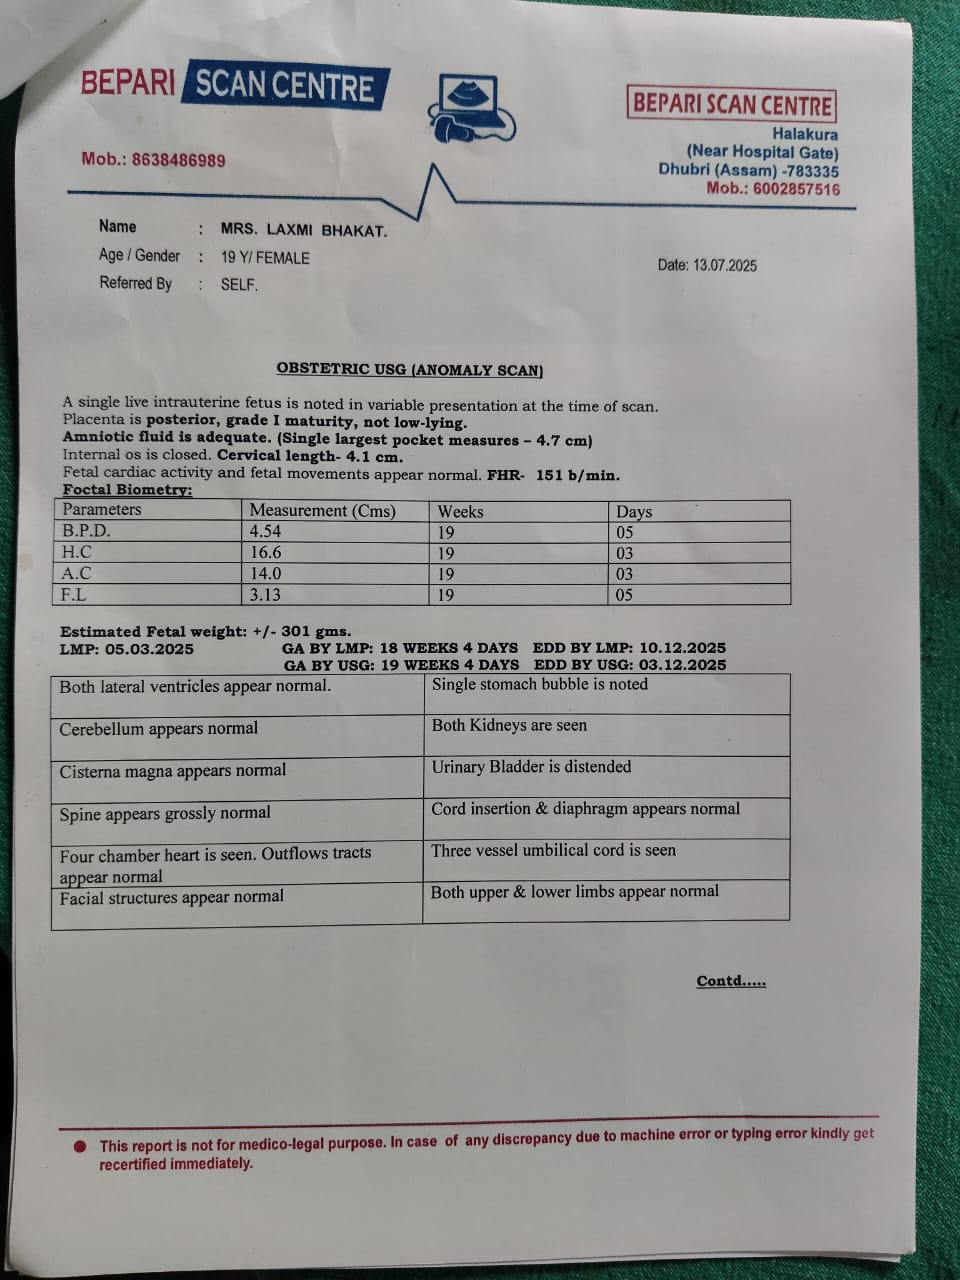 BEPARI SCAN CENTRE
BEPARI SCAN CENTRE
Halakura
(Near Hospital Gate)
Dhubri (Assam) -783335
Mob.: 6002857516
Mob.: 8638486989
Name : MRS. LAXMI BHAKAT.
Age / Gender : 19 Y/ FEMALE
Date: 13.07.2025
Referred By : SELF.
OBSTETRIC USG (ANOMALY SCAN)
A single live intrauterine fetus is noted in variable presentation at the time of scan.
Placenta is posterior, grade I maturity, not low-lying.
Amniotic fluid is adequate. (Single largest pocket measures – 4.7 cm)
Internal os is closed. Cervical length- 4.1 cm.
Fetal cardiac activity and fetal movements appear normal. FHR- 151 b/min.
Foctal Biometry:
Parameters Measurement (Cms) Weeks Days
B.P.D. 4.54 19 05
H.C 16.6 19 03
A.C 14.0 19 03
F.L 3.13 19 05
Estimated Fetal weight: +/- 301 gms.
LMP: 05.03.2025 GA BY LMP: 18 WEEKS 4 DAYS EDD BY LMP: 10.12.2025
GA BY USG: 19 WEEKS 4 DAYS EDD BY USG: 03.12.2025
Both lateral ventricles appear normal. Single stomach bubble is noted
Cerebellum appears normal Both Kidneys are seen
Cisterna magna appears normal Urinary Bladder is distended
Spine appears grossly normal Cord insertion & diaphragm appears normal
Four chamber heart is seen. Outflows tracts Three vessel umbilical cord is seen
appear normal
Facial structures appear normal Both upper & lower limbs appear normal
Contd.....
This report is not for medico-legal purpose. In case of any discrepancy due to machine error or typing error kindly get
recertified immediately.